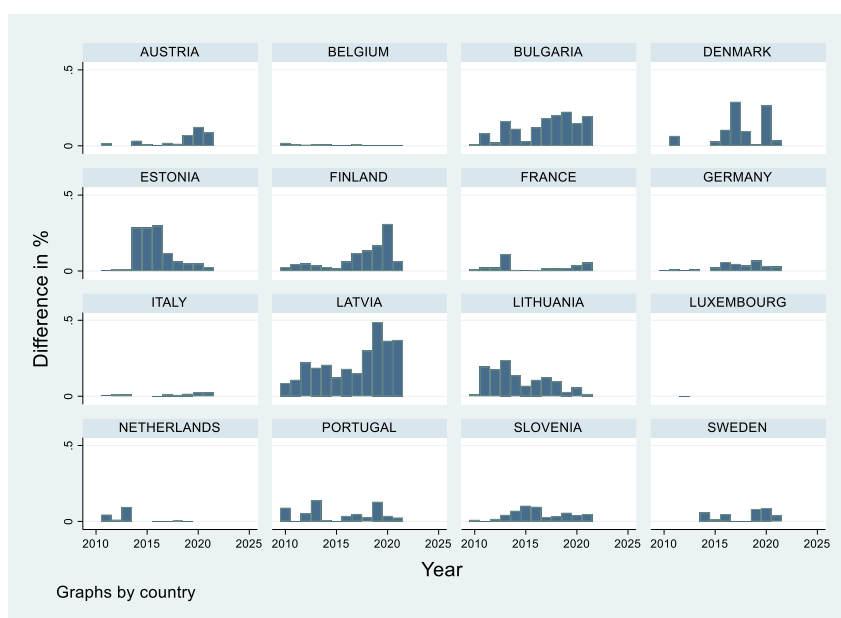 AUSTRIA BELGIUM BULGARIA DENMARK
.5
0
ESTONIA FINLAND FRANCE GERMANY
.5
0
ITALY LATVIA LITHUANIA LUXEMBOURG
.5
0
NETHERLANDS PORTUGAL SLOVENIA SWEDEN
.5
0
2010 2015 2020 2025 2010 2015 2020 2025 2010 2015 2020 2025 2010 2015 2020 2025
Difference in %
Year
Graphs by country